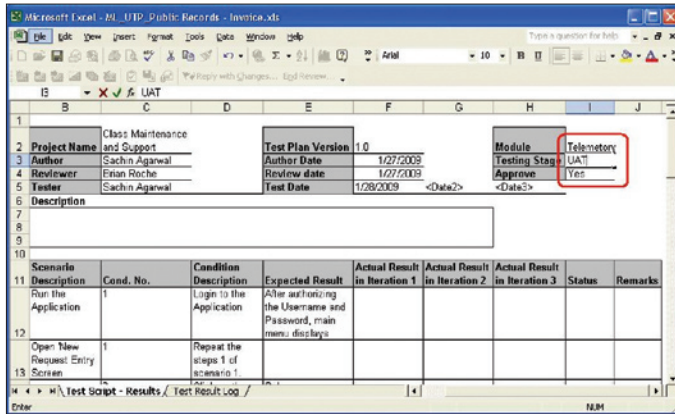 Microsoft Excel - ML_UTP_Public Records - Invoice.xls
File Edit View Insert Format Tools Data Window Help Type a question for help
Arial 10 B U
Reply with Changes... End Review...
I3 UAT
B C D E F G H I J
1
2 Project Name Class Maintenance and Support Test Plan Version 1.0 Module Telemetory
3 Author Sachin Agarwal Author Date 1/27/2009 Testing Stage UAT
4 Reviewer Erian Roche Review date 1/27/2009 Approve Yes
5 Tester Sachin Agarwal Test Date 1/28/2009 <Date2> <Date3>
6 Description
7
8
9
10
11 Scenario Description Cond. No. Condition Description Expected Result Actual Result in Iteration 1 Actual Result in Iteration 2 Actual Result in Iteration 3 Status Remarks
12 Run the Application 1 Login to the Application After authorizing the Username and Password, main menu displays
13 Open 'New Request Entry Screen 1 Repeat the steps 1 of scenario 1.
Test Script - Results / Test Result Log
Enter NUM